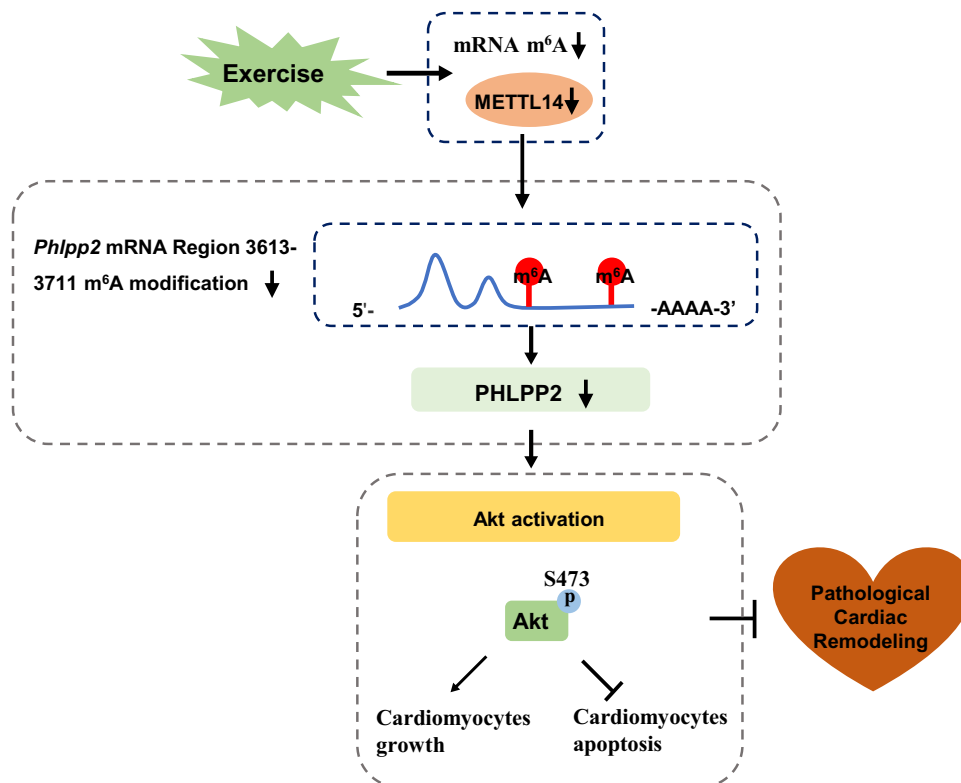 mRNA m⁶A
Exercise
METTL14
Phlpp2 mRNA Region 3613-
3711 m⁶A modification
m⁶A
m⁶A
5'-
-AAAA-3’
PHLPP2
Akt activation
S473
p
Akt
Pathological
Cardiac
Remodeling
Cardiomyocytes
growth
Cardiomyocytes
apoptosis